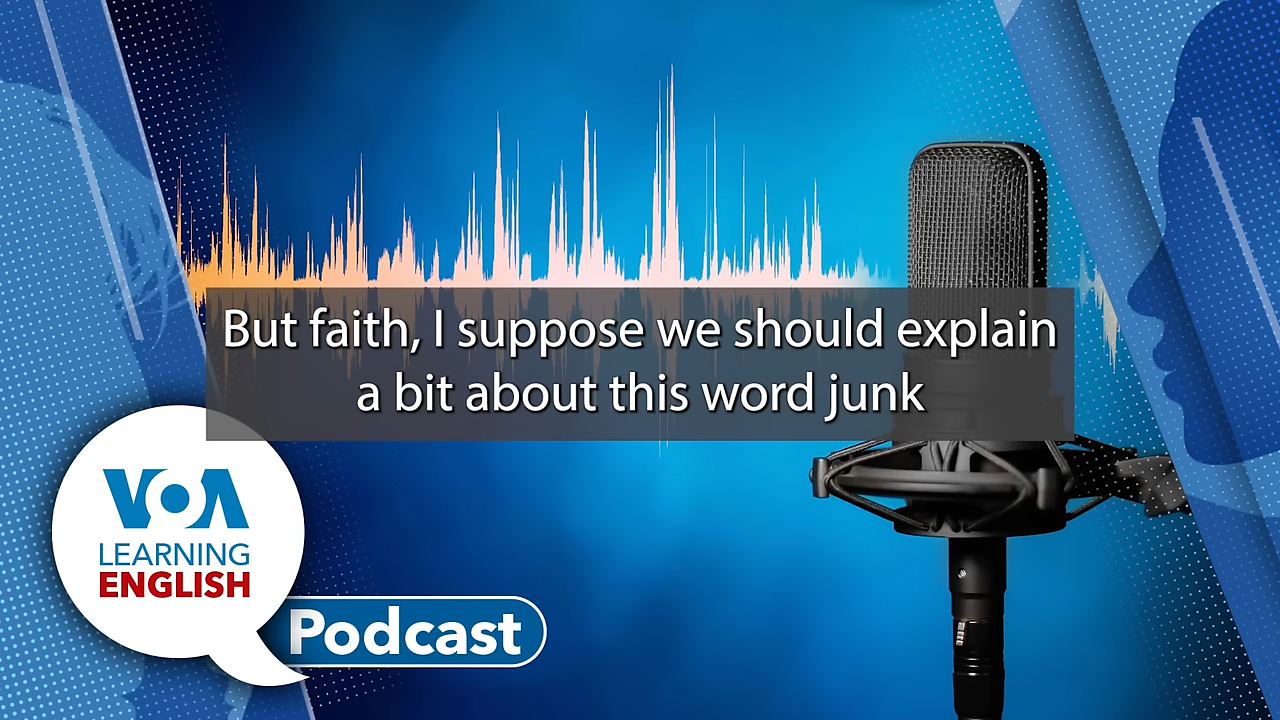 But faith, I suppose we should explain
a bit about this word junk
VOA
LEARNING
ENGLISH
Podcast